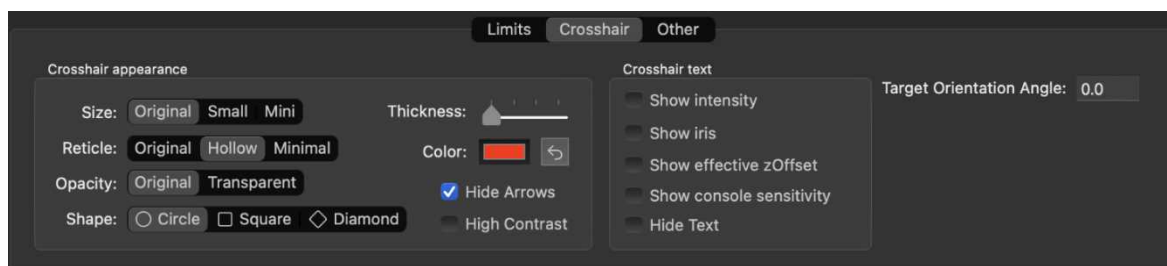 Limits Crosshair Other
Crosshair appearance
Size: Original Small Mini
Reticle: Original Hollow Minimal
Opacity: Original Transparent
Shape: Circle Square Diamond
Thickness:
Color:
Hide Arrows
High Contrast
Crosshair text
Show intensity
Show iris
Show effective zOffset
Show console sensitivity
Hide Text
Target Orientation Angle: 0.0